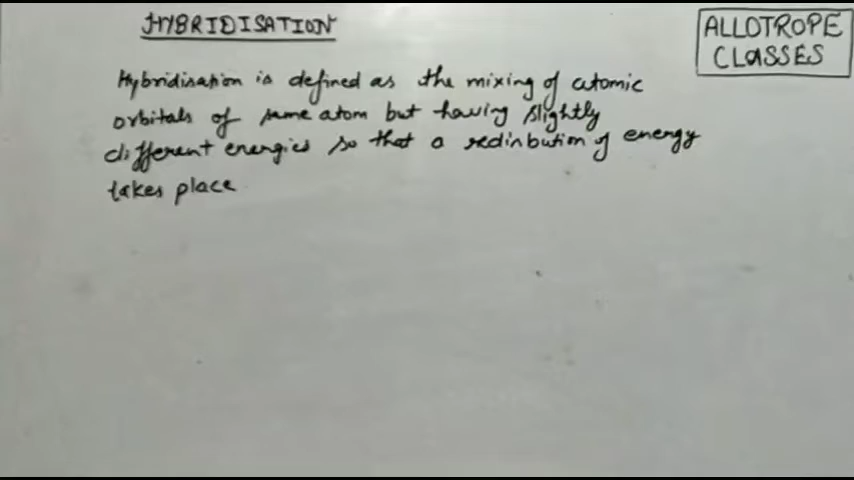 HYBRIDISATION
ALLOTROPE
CLASSES
Hybridisation is defined as the mixing of atomic
orbitals of same atom but having slightly
different energies so that a redinbution of energy
takes place